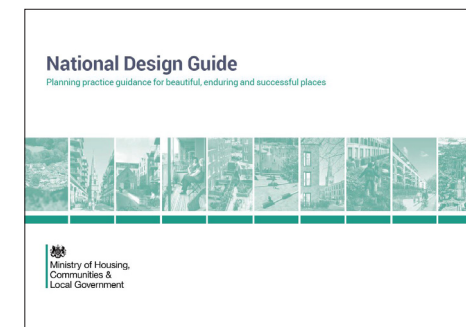 National Design Guide
Planning practice guidance for beautiful, enduring and successful places
Ministry of Housing,
Communities &
Local Government